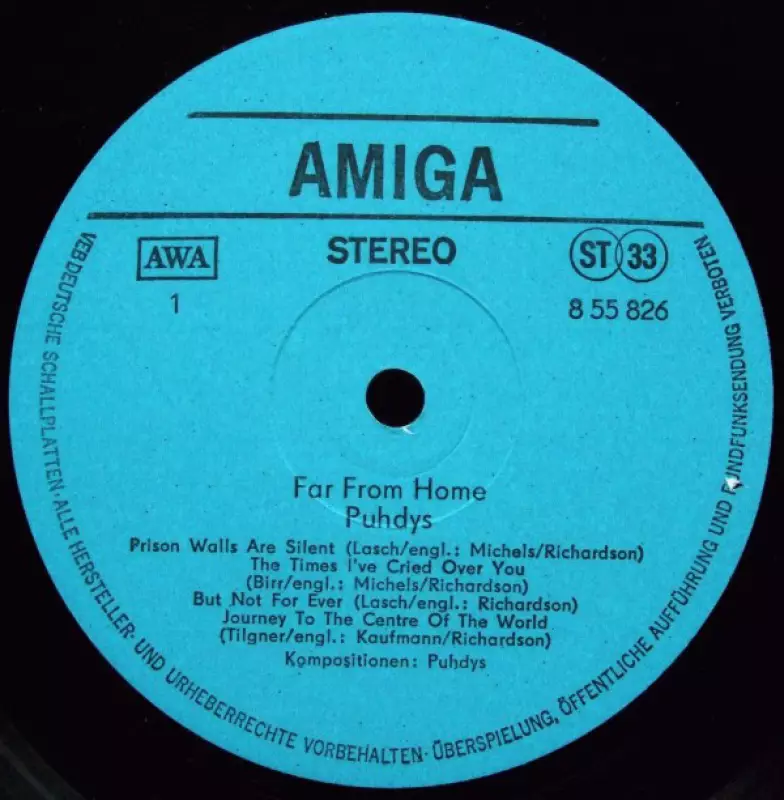 AMIGA
STEREO
AWA
ST 33
1
8 55 826
Far From Home
Puhdys
Prison Walls Are Silent (Lasch/engl.: Michels/Richardson)
The Times I've Cried Over You
(Birr/engl.: Michels/Richardson)
But Not For Ever (Lasch/engl.: Richardson)
Journey To The Centre Of The World
(Tilgner/engl.: Kaufmann/Richardson)
Kompositionen: Puhdys
VEB DEUTSCHE SCHALLPLATTEN · ALLE HERSTELLER- UND URHEBERRECHTE VORBEHALTEN · ÜBERSPIELUNG, ÖFFENTLICHE AUFFÜHRUNG UND RUNDFUNKSENDUNG VERBOTEN